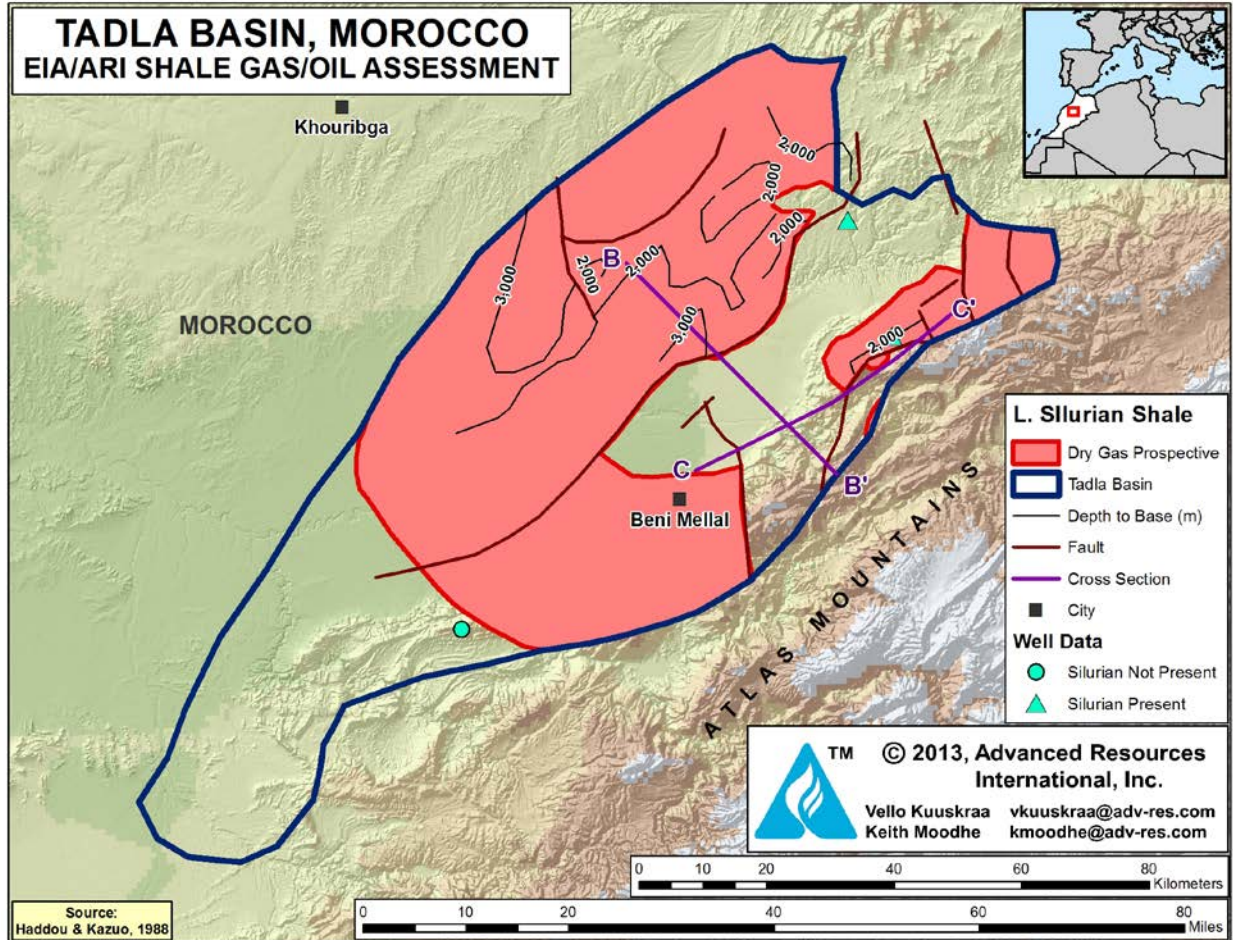 TADLA BASIN, MOROCCO
EIA/ARI SHALE GAS/OIL ASSESSMENT
Khouribga
MOROCCO
2,000
2,000
2,000
B
2,000
2,000
3,000
3,000
C'
2,000
C
B'
Beni Mellal
ATLAS MOUNTAINS
L. SIlurian Shale
Dry Gas Prospective
Tadla Basin
Depth to Base (m)
Fault
Cross Section
City
Well Data
Silurian Not Present
Silurian Present
TM
© 2013, Advanced Resources
International, Inc.
Vello Kuuskraa vkuuskraa@adv-res.com
Keith Moodhe kmoodhe@adv-res.com
0 10 20 40 60 80
Kilometers
0 10 20 40 60 80
Miles
Source:
Haddou & Kazuo, 1988